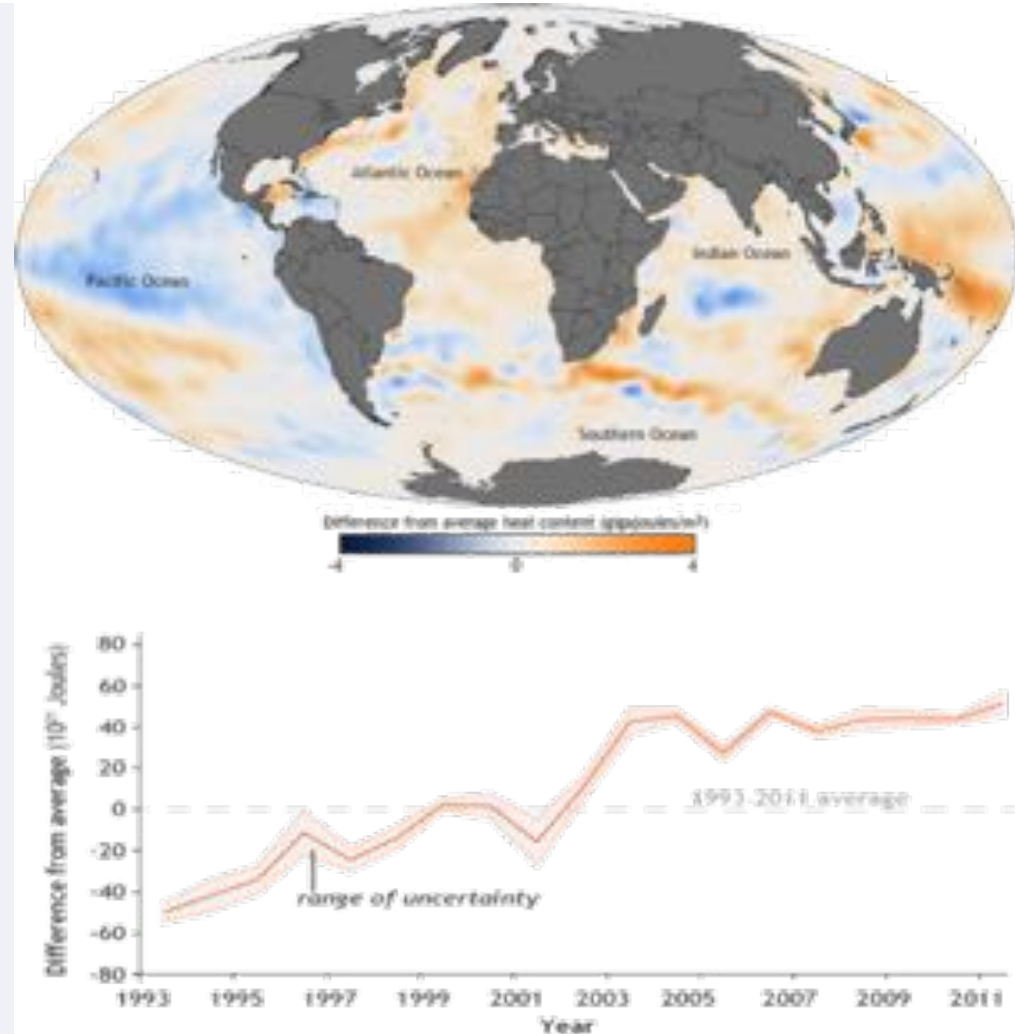 Atlantic Ocean
Indian Ocean
Pacific Ocean
Southern Ocean
Difference from average heat content (gigajoules/m²)
-4 0 4
Difference from average (10 Joules)
80
60
40
20
0
-20
-40
-60
-80
1993-2011 average
range of uncertainty
1993 1995 1997 1999 2001 2003 2005 2007 2009 2011
Year